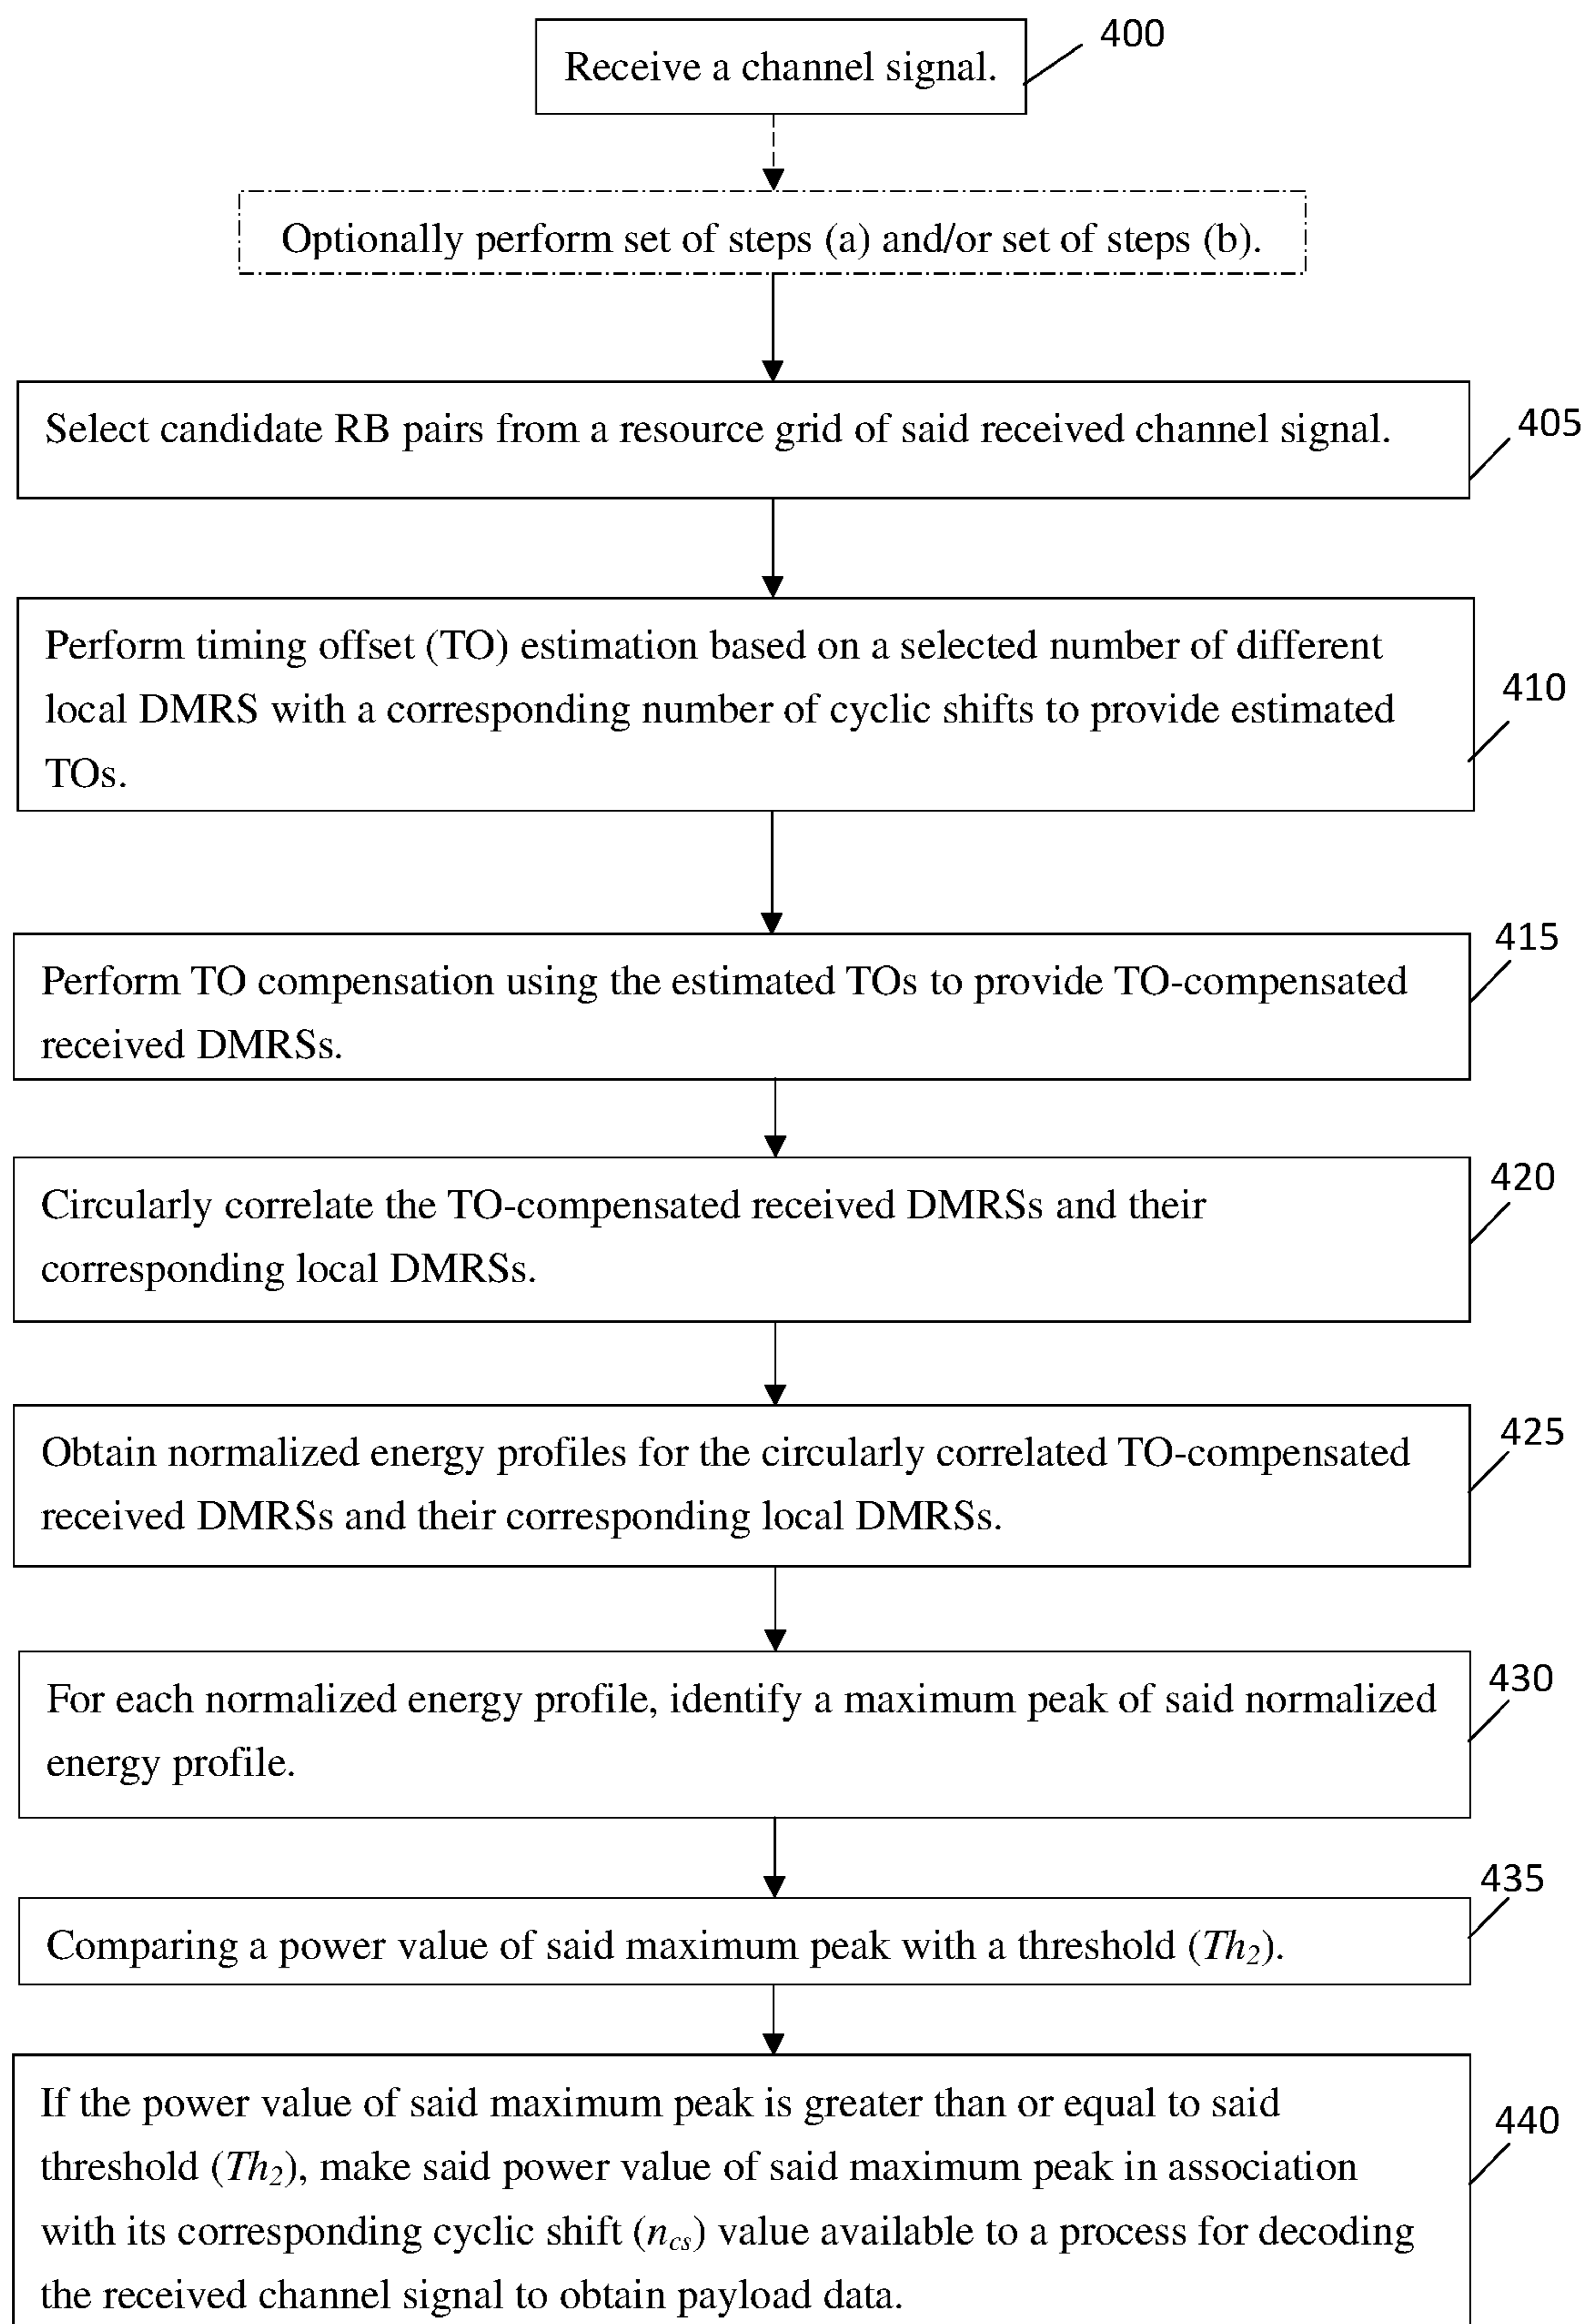 Receive a channel signal.
400
Optionally perform set of steps (a) and/or set of steps (b).
Select candidate RB pairs from a resource grid of said received channel signal.
405
Perform timing offset (TO) estimation based on a selected number of different
local DMRS with a corresponding number of cyclic shifts to provide estimated
TOs.
410
Perform TO compensation using the estimated TOs to provide TO-compensated
received DMRSs.
415
Circularly correlate the TO-compensated received DMRSs and their
corresponding local DMRSs.
420
Obtain normalized energy profiles for the circularly correlated TO-compensated
received DMRSs and their corresponding local DMRSs.
425
For each normalized energy profile, identify a maximum peak of said normalized
energy profile.
430
Comparing a power value of said maximum peak with a threshold (Th2).
435
If the power value of said maximum peak is greater than or equal to said
threshold (Th2), make said power value of said maximum peak in association
with its corresponding cyclic shift (ncs) value available to a process for decoding
the received channel signal to obtain payload data.
440